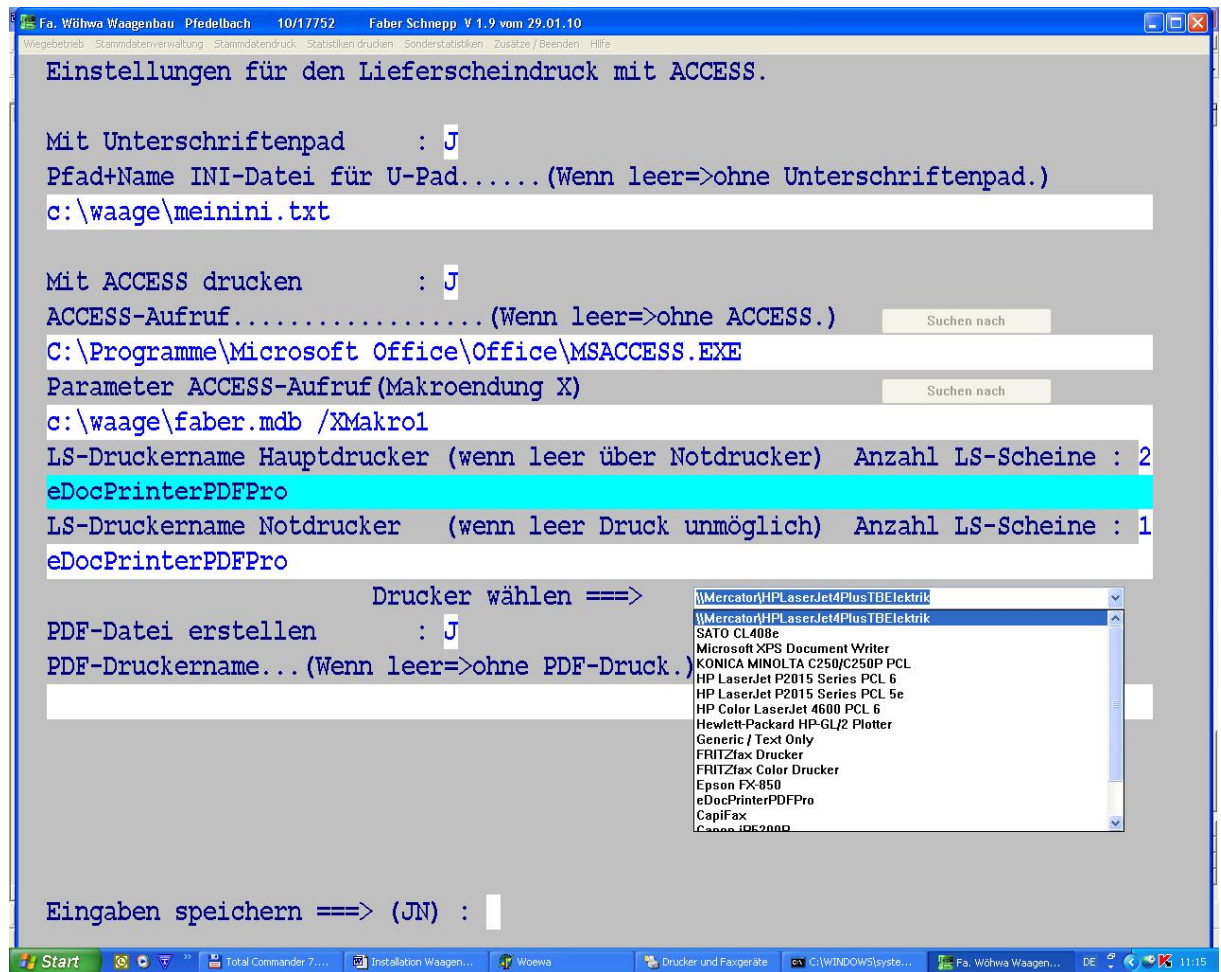 Fa. Wöhwa Waagenbau Pfedelbach 10/17752 Faber Schnepp V 1.9 vom 29.01.10
Wiegebetrieb Stammdatenverwaltung Stammdatendruck Statistiken drucken Sonderstatistiken Zusätze / Beenden Hilfe
Einstellungen für den Lieferscheindruck mit ACCESS.
Mit Unterschriftenpad : J
Pfad+Name INI-Datei für U-Pad......(Wenn leer=>ohne Unterschriftenpad.)
c:\waage\meinini.txt
Mit ACCESS drucken : J
ACCESS-Aufruf..................(Wenn leer=>ohne ACCESS.) Suchen nach
C:\Programme\Microsoft Office\Office\MSACCESS.EXE
Parameter ACCESS-Aufruf(Makroendung X) Suchen nach
c:\waage\faber.mdb /XMakro1
LS-Druckername Hauptdrucker (wenn leer über Notdrucker) Anzahl LS-Scheine : 2
eDocPrinterPDFPro
LS-Druckername Notdrucker (wenn leer Druck unmöglich) Anzahl LS-Scheine : 1
eDocPrinterPDFPro
Drucker wählen ===> \\Mercator\HPLaserJet4PlusTBElektrik
\\Mercator\HPLaserJet4PlusTBElektrik
SATO CL408e
Microsoft XPS Document Writer
KONICA MINOLTA C250/C250P PCL
HP LaserJet P2015 Series PCL 6
HP LaserJet P2015 Series PCL 5e
HP Color LaserJet 4600 PCL 6
Hewlett-Packard HP-GL/2 Plotter
Generic / Text Only
FRITZfax Drucker
FRITZfax Color Drucker
Epson FX-850
eDocPrinterPDFPro
CapiFax
PDF-Datei erstellen : J
PDF-Druckername...(Wenn leer=>ohne PDF-Druck.)
Eingaben speichern ===> (JN) :
Start Total Commander 7.... Installation Waagen... Woewa Drucker und Faxgeräte C:\WINDOWS\syste... Fa. Wöhwa Waagen... DE 11:15